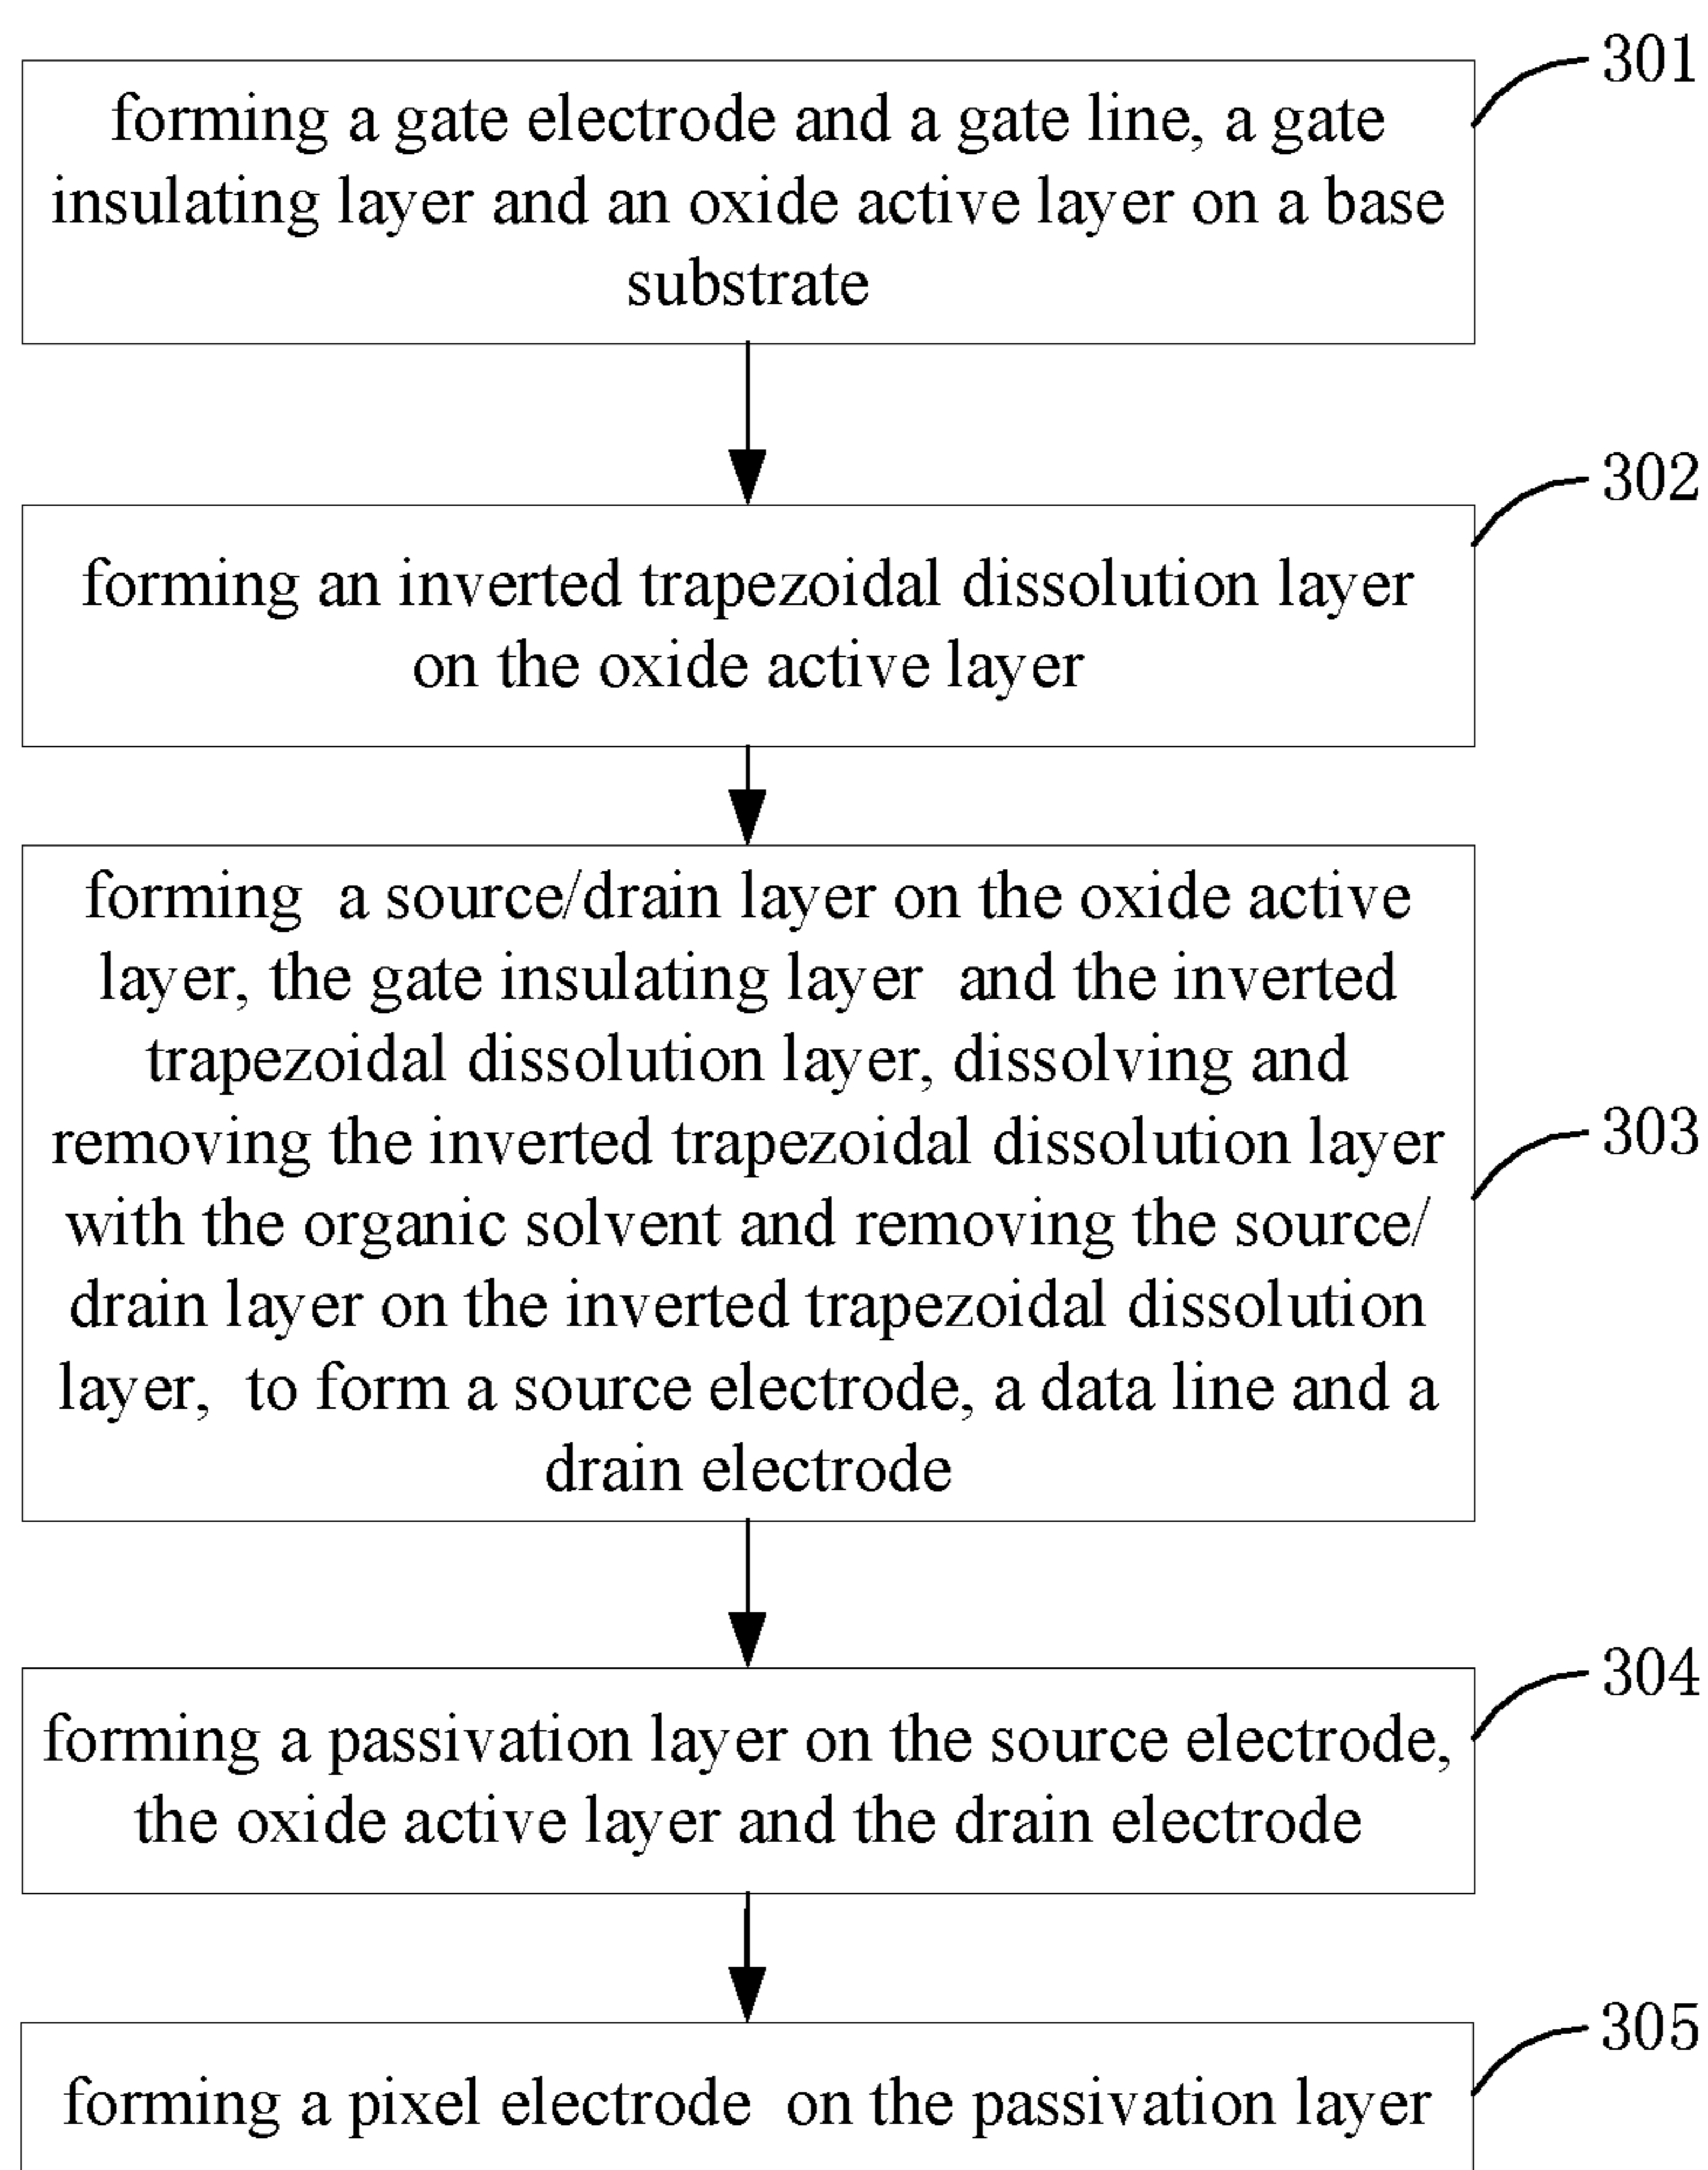 301
forming a gate electrode and a gate line, a gate
insulating layer and an oxide active layer on a base
substrate
302
forming an inverted trapezoidal dissolution layer
on the oxide active layer
forming a source/drain layer on the oxide active
layer, the gate insulating layer and the inverted
trapezoidal dissolution layer, dissolving and
removing the inverted trapezoidal dissolution layer
with the organic solvent and removing the source/
drain layer on the inverted trapezoidal dissolution
layer, to form a source electrode, a data line and a
drain electrode
303
304
forming a passivation layer on the source electrode,
the oxide active layer and the drain electrode
305
forming a pixel electrode on the passivation layer